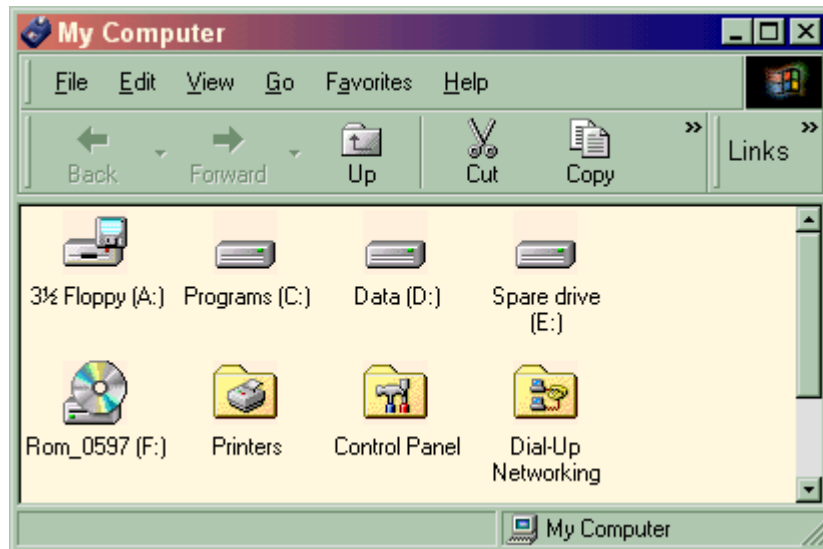 My Computer
File Edit View Go Favorites Help
Back Forward Up Cut Copy » Links »
3½ Floppy (A:) Programs (C:) Data (D:) Spare drive
(E:)
Rom_0597 (F:) Printers Control Panel Dial-Up
Networking
My Computer